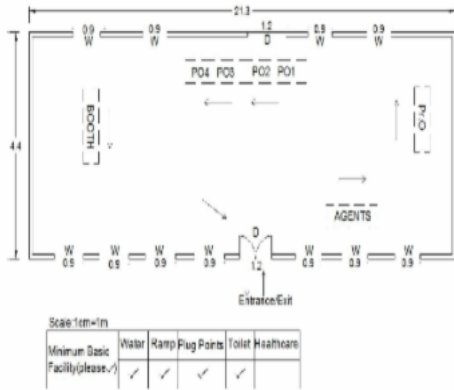 21.3
0.9 0.9 1.2 0.9 0.9
W W D W W
PO4 PO3 PO2 PO1
BOOTH
4.4
AGENTS
D
W W W W W W W
0.9 0.9 0.9 0.9 1.2 0.9 0.9 0.9
Entrance/Exit
Scale:1cm=1m
Minimum Basic Facility(please✓) Water Ramp Plug Points Toilet Healthcare
✓ ✓ ✓ ✓